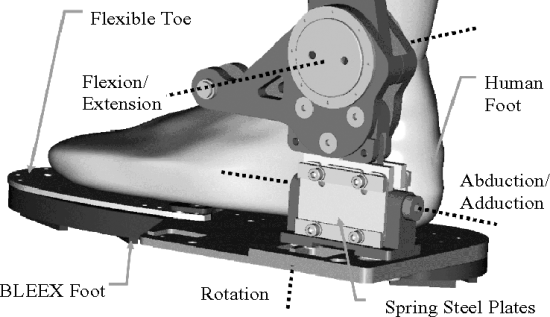 Flexible Toe
Flexion/
Extension
Human
Foot
Abduction/
Adduction
BLEEX Foot
Rotation
Spring Steel Plates